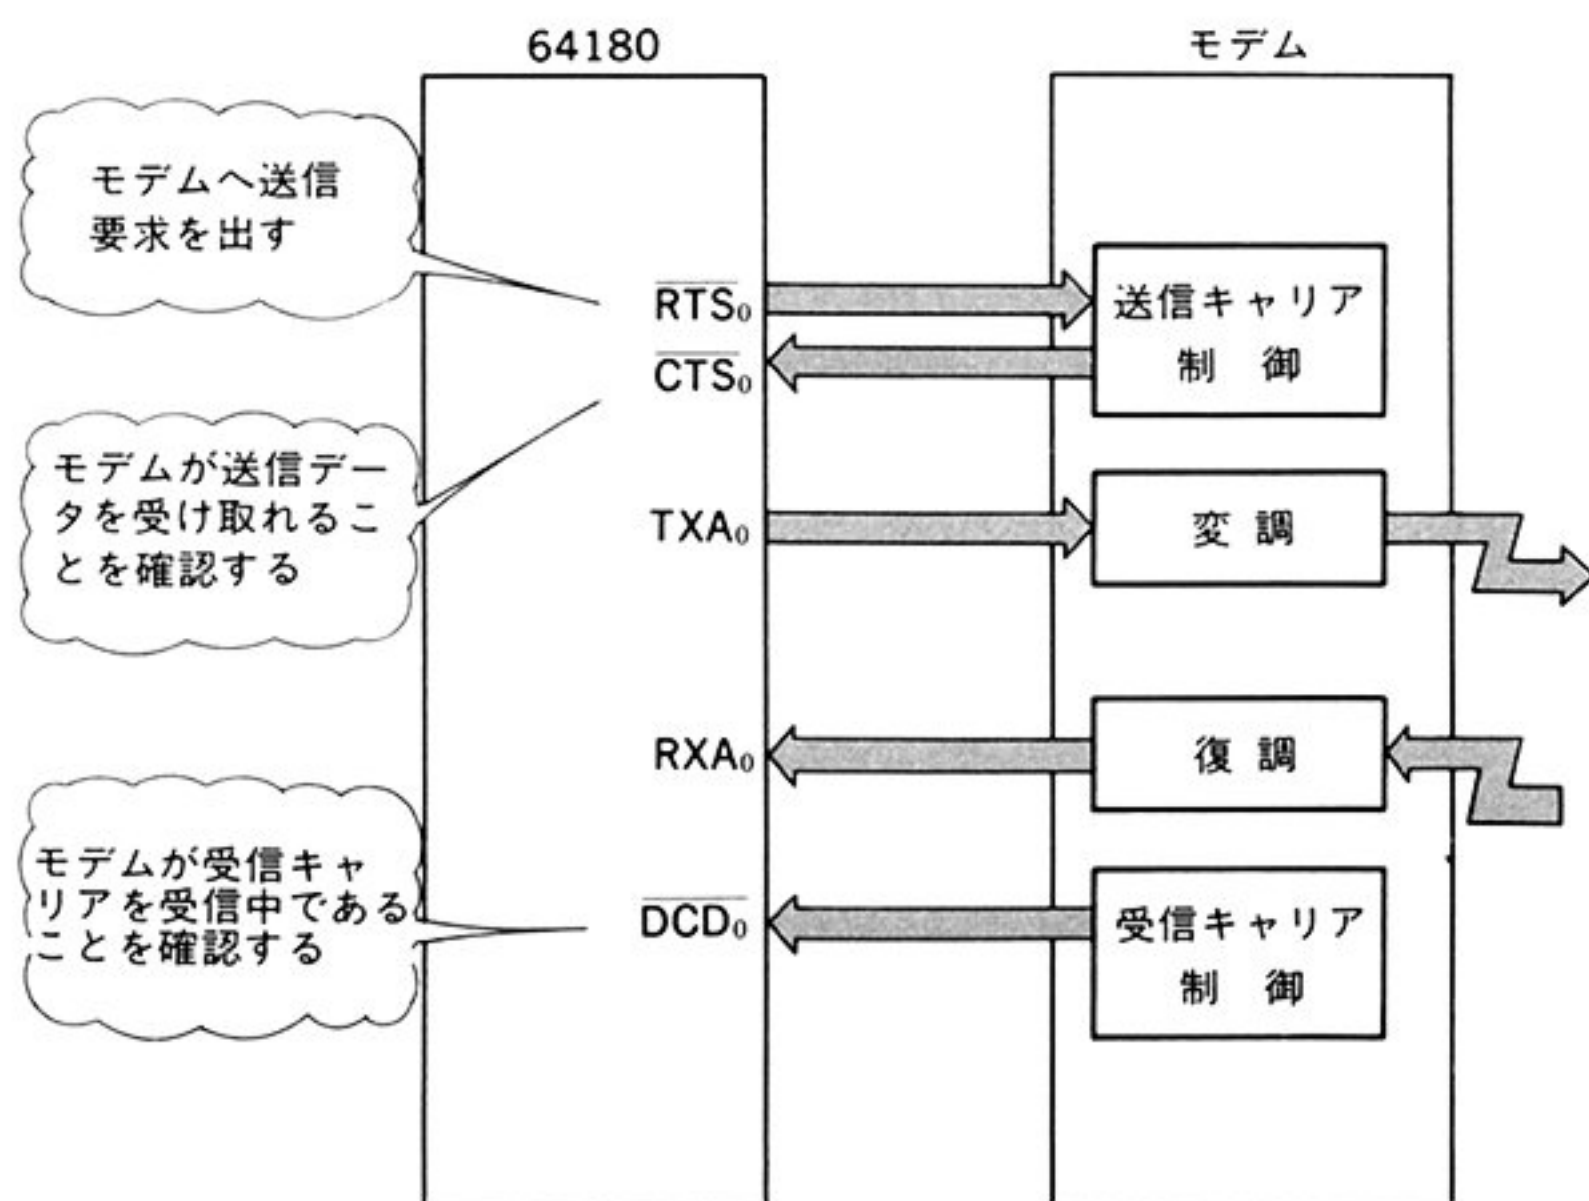 64180
モデム
モデムへ送信
要求を出す
R̅T̅S̅₀
送信キャリア
制 御
C̅T̅S̅₀
モデムが送信デー
タを受け取れるこ
とを確認する
TXA₀
変 調
RXA₀
復 調
モデムが受信キャ
リアを受信中である
ことを確認する
D̅C̅D̅₀
受信キャリア
制 御